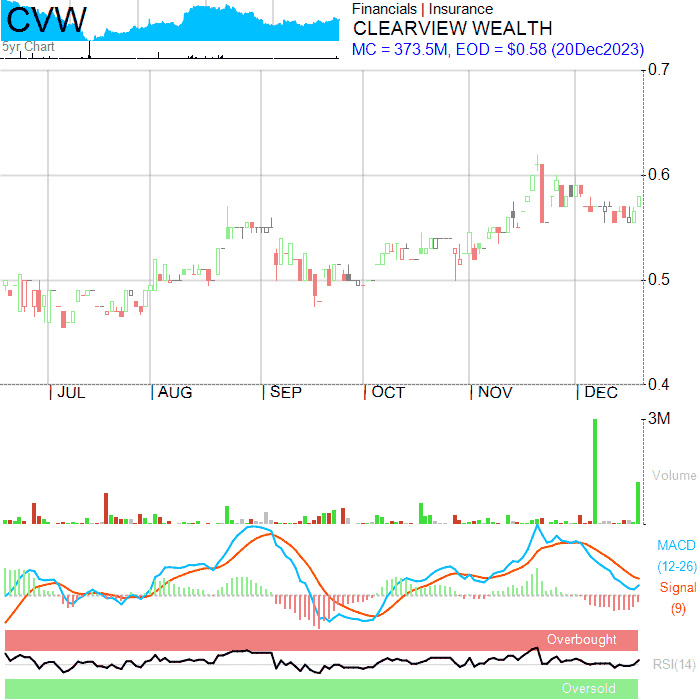 CVW
5yr Chart
Financials | Insurance
CLEARVIEW WEALTH
MC = 373.5M, EOD = $0.58 (20Dec2023)
0.7
0.6
0.5
0.4
JUL AUG SEP OCT NOV DEC
3M
Volume
MACD
(12-26)
Signal
(9)
Overbought
RSI(14)
Oversold